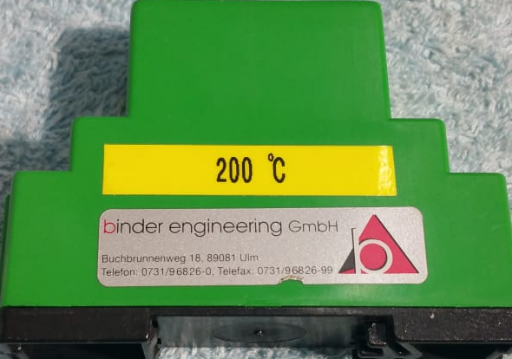 200 °C
binder engineering GmbH
Buchbrunnenweg 18, 89081 Ulm
Telefon: 0731/96826-0, Telefax. 0731/96826-99
b